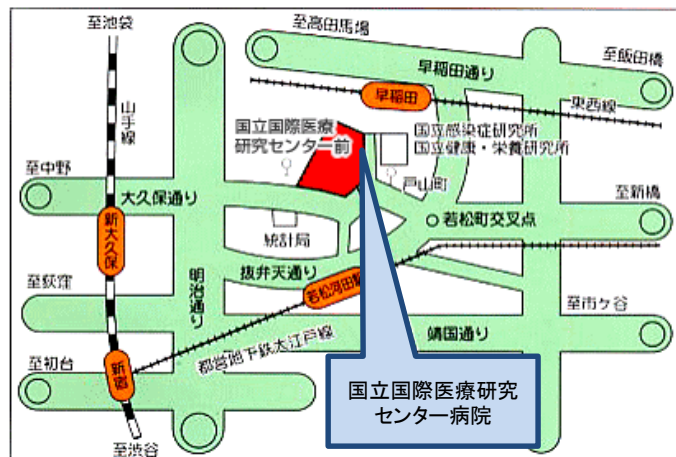 至池袋
至高田馬場
至飯田橋
早稲田通り
山手線
早稲田
東西線
国立国際医療
研究センター前
国立感染症研究所
国立健康・栄養研究所
至中野
戸山町
大久保通り
至新橋
新大久保
若松町交叉点
統計局
抜弁天通り
至荻窪
明治通り
若松河田駅
至市ヶ谷
靖国通り
都営地下鉄大江戸線
至初台
新宿
国立国際医療研究
センター病院
至渋谷